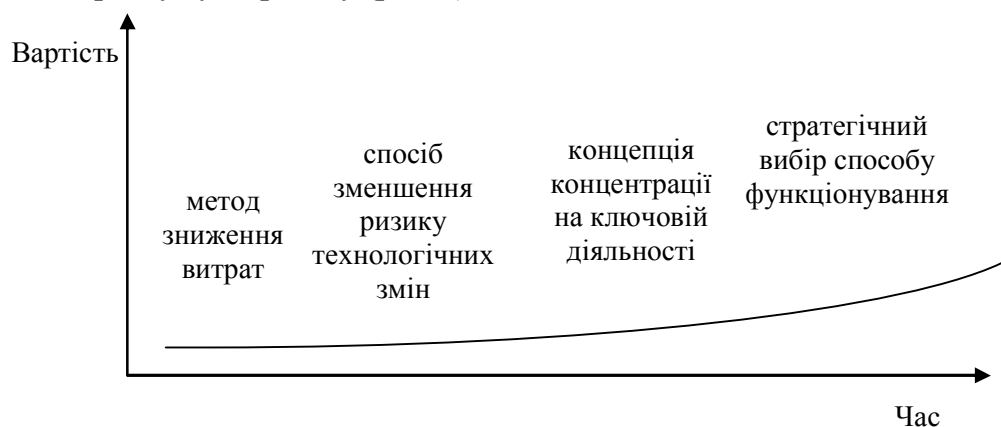 Вартість
метод
зниження
витрат
спосіб
зменшення
ризику
технологічних
змін
концепція
концентрації
на ключовій
діяльності
стратегічний
вибір способу
функціонування
Час